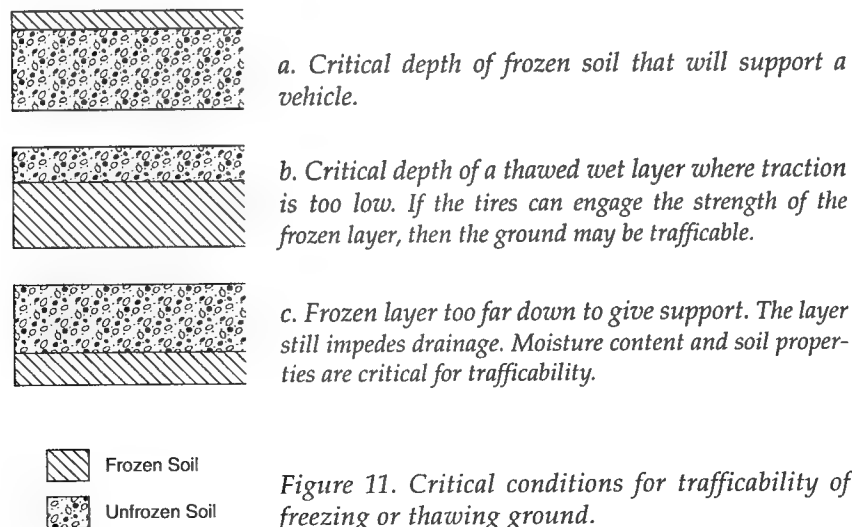 a. Critical depth of frozen soil that will support a
vehicle.
b. Critical depth of a thawed wet layer where traction
is too low. If the tires can engage the strength of the
frozen layer, then the ground may be trafficable.
c. Frozen layer too far down to give support. The layer
still impedes drainage. Moisture content and soil proper-
ties are critical for trafficability.
Frozen Soil
Unfrozen Soil
Figure 11. Critical conditions for trafficability of
freezing or thawing ground.